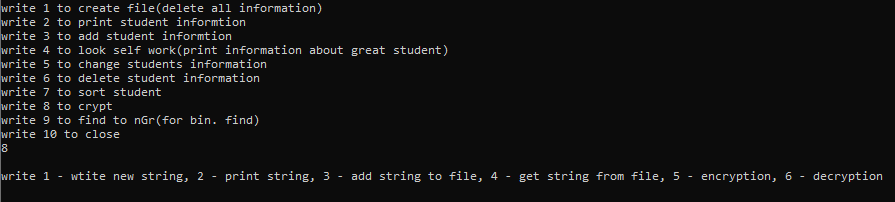 write 1 to create file(delete all information)
write 2 to print student informtion
write 3 to add student informtion
write 4 to look self work(print information about great student)
write 5 to change students information
write 6 to delete student information
write 7 to sort student
write 8 to crypt
write 9 to find to nGr(for bin. find)
write 10 to close
8
write 1 - wtite new string, 2 - print string, 3 - add string to file, 4 - get string from file, 5 - encryption, 6 - decryption